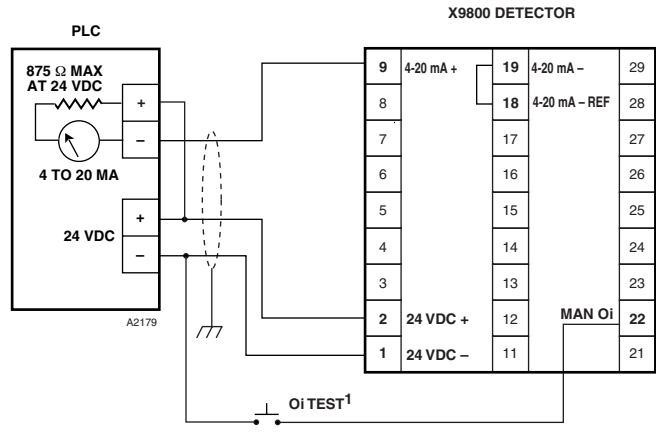 X9800 DETECTOR
PLC
875 Ω MAX
AT 24 VDC
+
–
4 TO 20 MA
+
24 VDC
–
A2179
9 4-20 mA + 19 4-20 mA – 29
8 18 4-20 mA – REF 28
7 17 27
6 16 26
5 15 25
4 14 24
3 13 23
2 24 VDC + 12 MAN Oi 22
1 24 VDC – 11 21
Oi TEST1